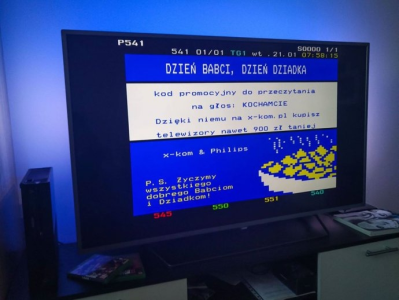 P541 S0000 1/1
541 01/01 TG1 wt .21.01 07:58:15
DZIEŃ BABCI, DZIEŃ DZIADKA
kod promocyjny do przeczytania
na głos: KOCHAMCIE
Dzięki niemu na x-kom.pl kupisz
telewizory nawet 900 zł taniej
x-kom & Philips
P.S. Życzymy
wszystkiego
dobrego Babciom
i Dziadkom!
545 550 551 548